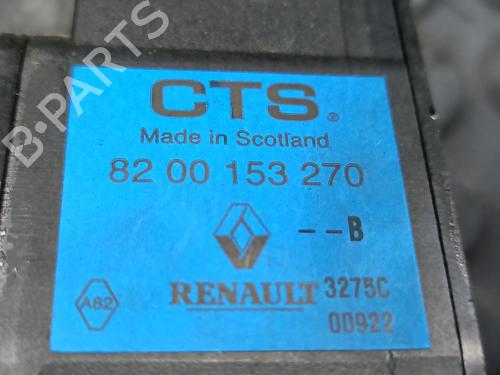 B-PARTS
CTS®
Made in Scotland
82 00 153 270
--B
A82
RENAULT
3275C
00922